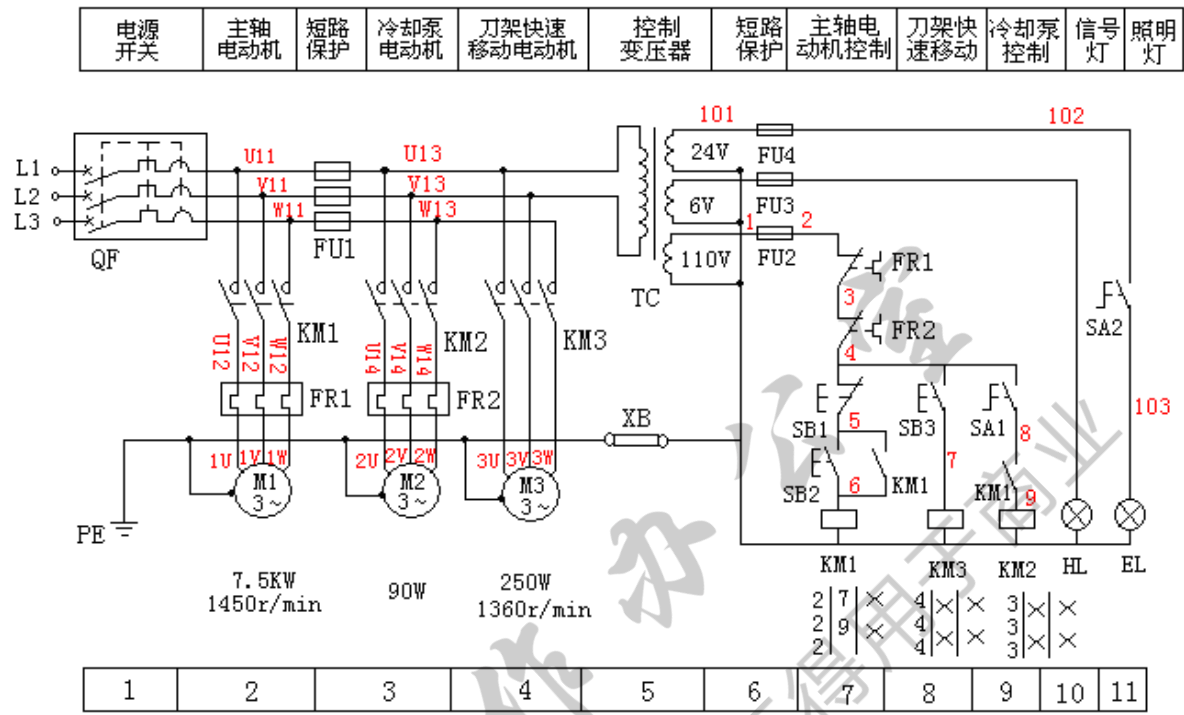 电源开关 主轴电动机 短路保护 冷却泵电动机 刀架快速移动电动机 控制变压器 短路保护 主轴电动机控制 刀架快速移动 冷却泵控制 信号灯 照明灯
101 102
L1 U11 U13 24V FU4
L2 V11 V13
L3 W11 W13 6V FU3
QF FU1 1 2
110V FU2
TC FR1
3
KM1 KM2 KM3 FR2 SA2
U12 V12 W12 U14 V14 W14 4
FR1 FR2 103
XB SB1 5 SB3 SA1 8
1U 1V 1W 2U 2V 2W 3U 3V 3W 7
M1 3~ M2 3~ M3 3~ SB2 6 KM1 KM1 9
PE
KM1 KM3 KM2 HL EL
7.5KW 90W 250W
1450r/min 1360r/min
2 7 × 4 × × 3 × ×
2 9 × 4 × × 3 × ×
2 4 3
1 2 3 4 5 6 7 8 9 10 11